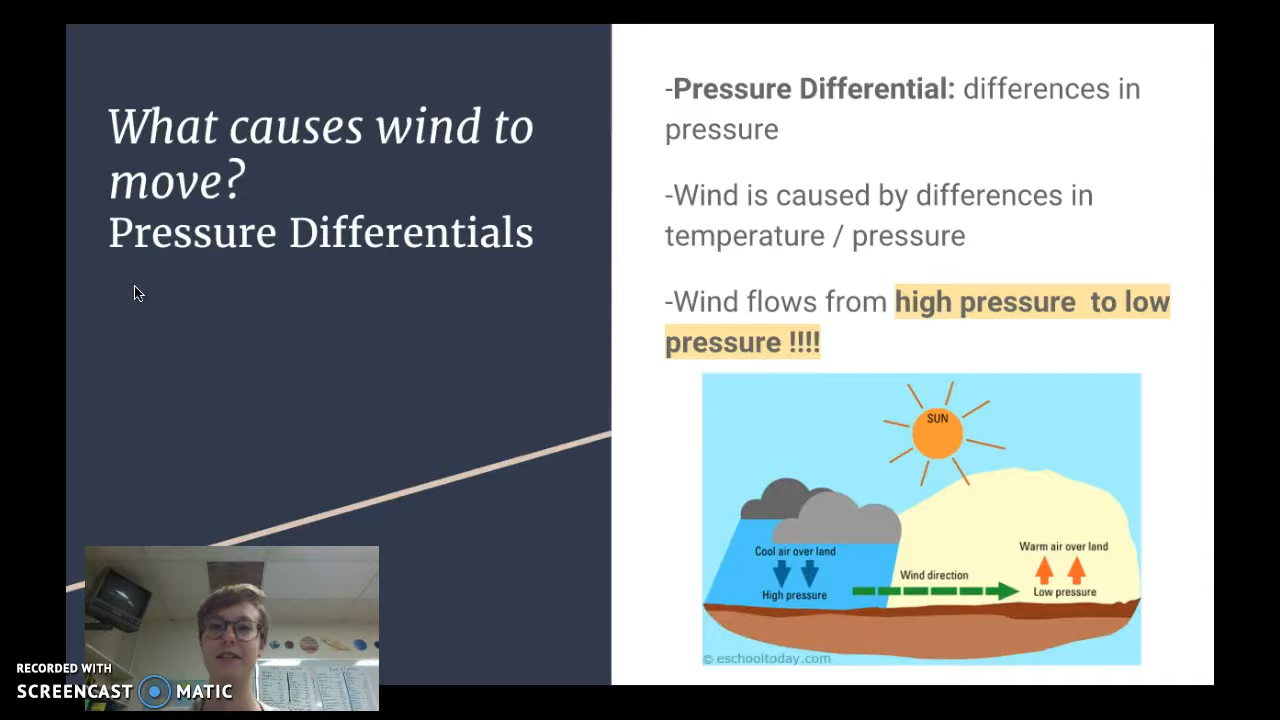 What causes wind to
move?
Pressure Differentials
-Pressure Differential: differences in
pressure
-Wind is caused by differences in
temperature / pressure
-Wind flows from high pressure  to low
pressure !!!!
SUN
Cool air over land
High pressure
Wind direction
Warm air over land
Low pressure
© eschooltoday.com
RECORDED WITH
SCREENCAST MATIC